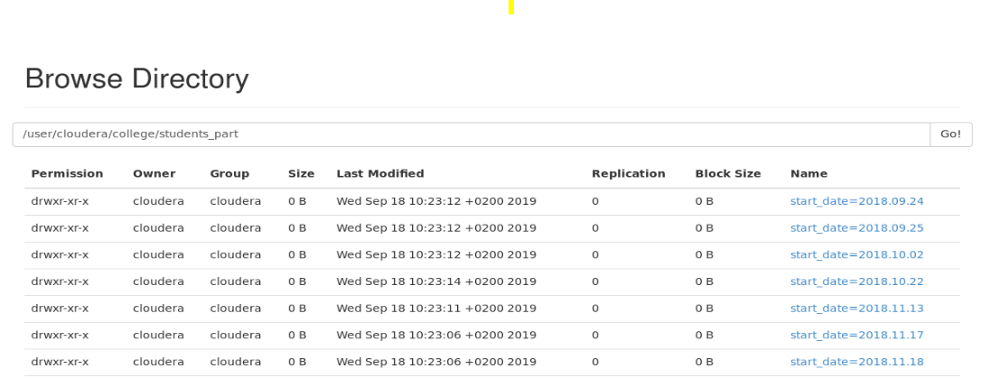 Browse Directory
/user/cloudera/college/students_part Go!
Permission Owner Group Size Last Modified Replication Block Size Name
drwxr-xr-x cloudera cloudera 0 B Wed Sep 18 10:23:12 +0200 2019 0 0 B start_date=2018.09.24
drwxr-xr-x cloudera cloudera 0 B Wed Sep 18 10:23:12 +0200 2019 0 0 B start_date=2018.09.25
drwxr-xr-x cloudera cloudera 0 B Wed Sep 18 10:23:12 +0200 2019 0 0 B start_date=2018.10.02
drwxr-xr-x cloudera cloudera 0 B Wed Sep 18 10:23:14 +0200 2019 0 0 B start_date=2018.10.22
drwxr-xr-x cloudera cloudera 0 B Wed Sep 18 10:23:11 +0200 2019 0 0 B start_date=2018.11.13
drwxr-xr-x cloudera cloudera 0 B Wed Sep 18 10:23:06 +0200 2019 0 0 B start_date=2018.11.17
drwxr-xr-x cloudera cloudera 0 B Wed Sep 18 10:23:06 +0200 2019 0 0 B start_date=2018.11.18